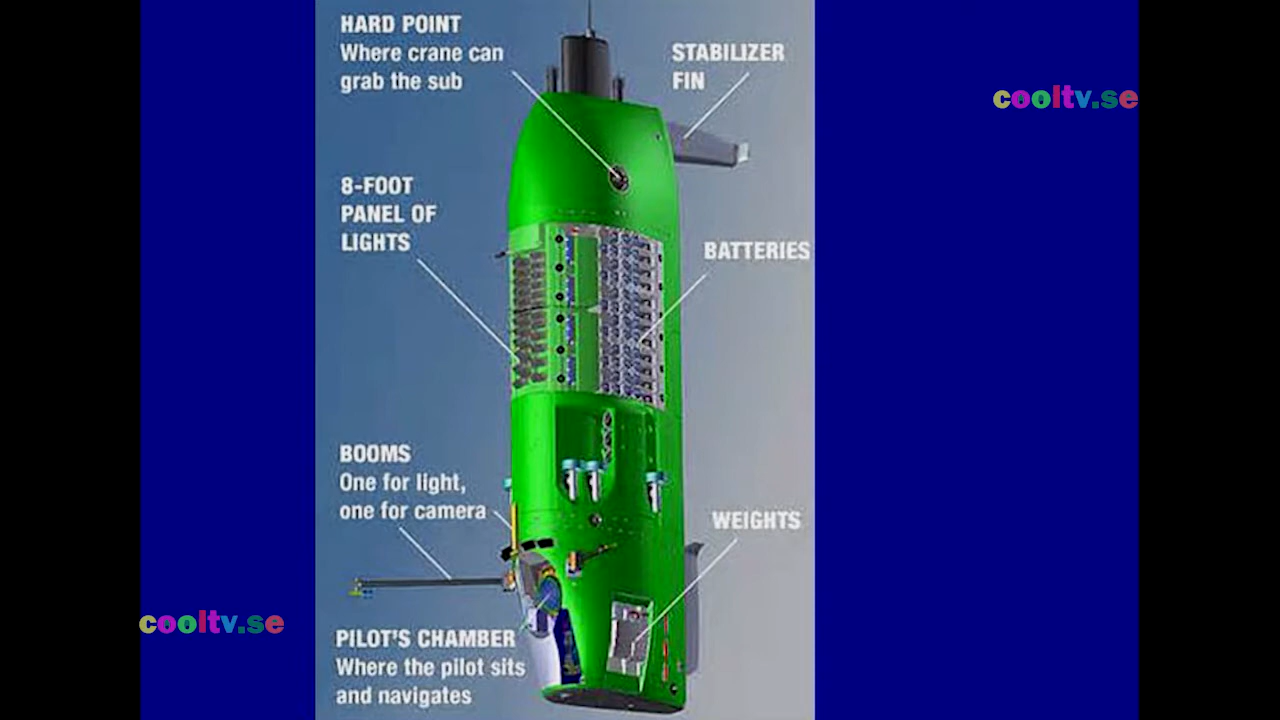 HARD POINT
Where crane can
grab the sub
STABILIZER
FIN
cooltv.se
8-FOOT
PANEL OF
LIGHTS
BATTERIES
BOOMS
One for light,
one for camera
WEIGHTS
cooltv.se
PILOT'S CHAMBER
Where the pilot sits
and navigates